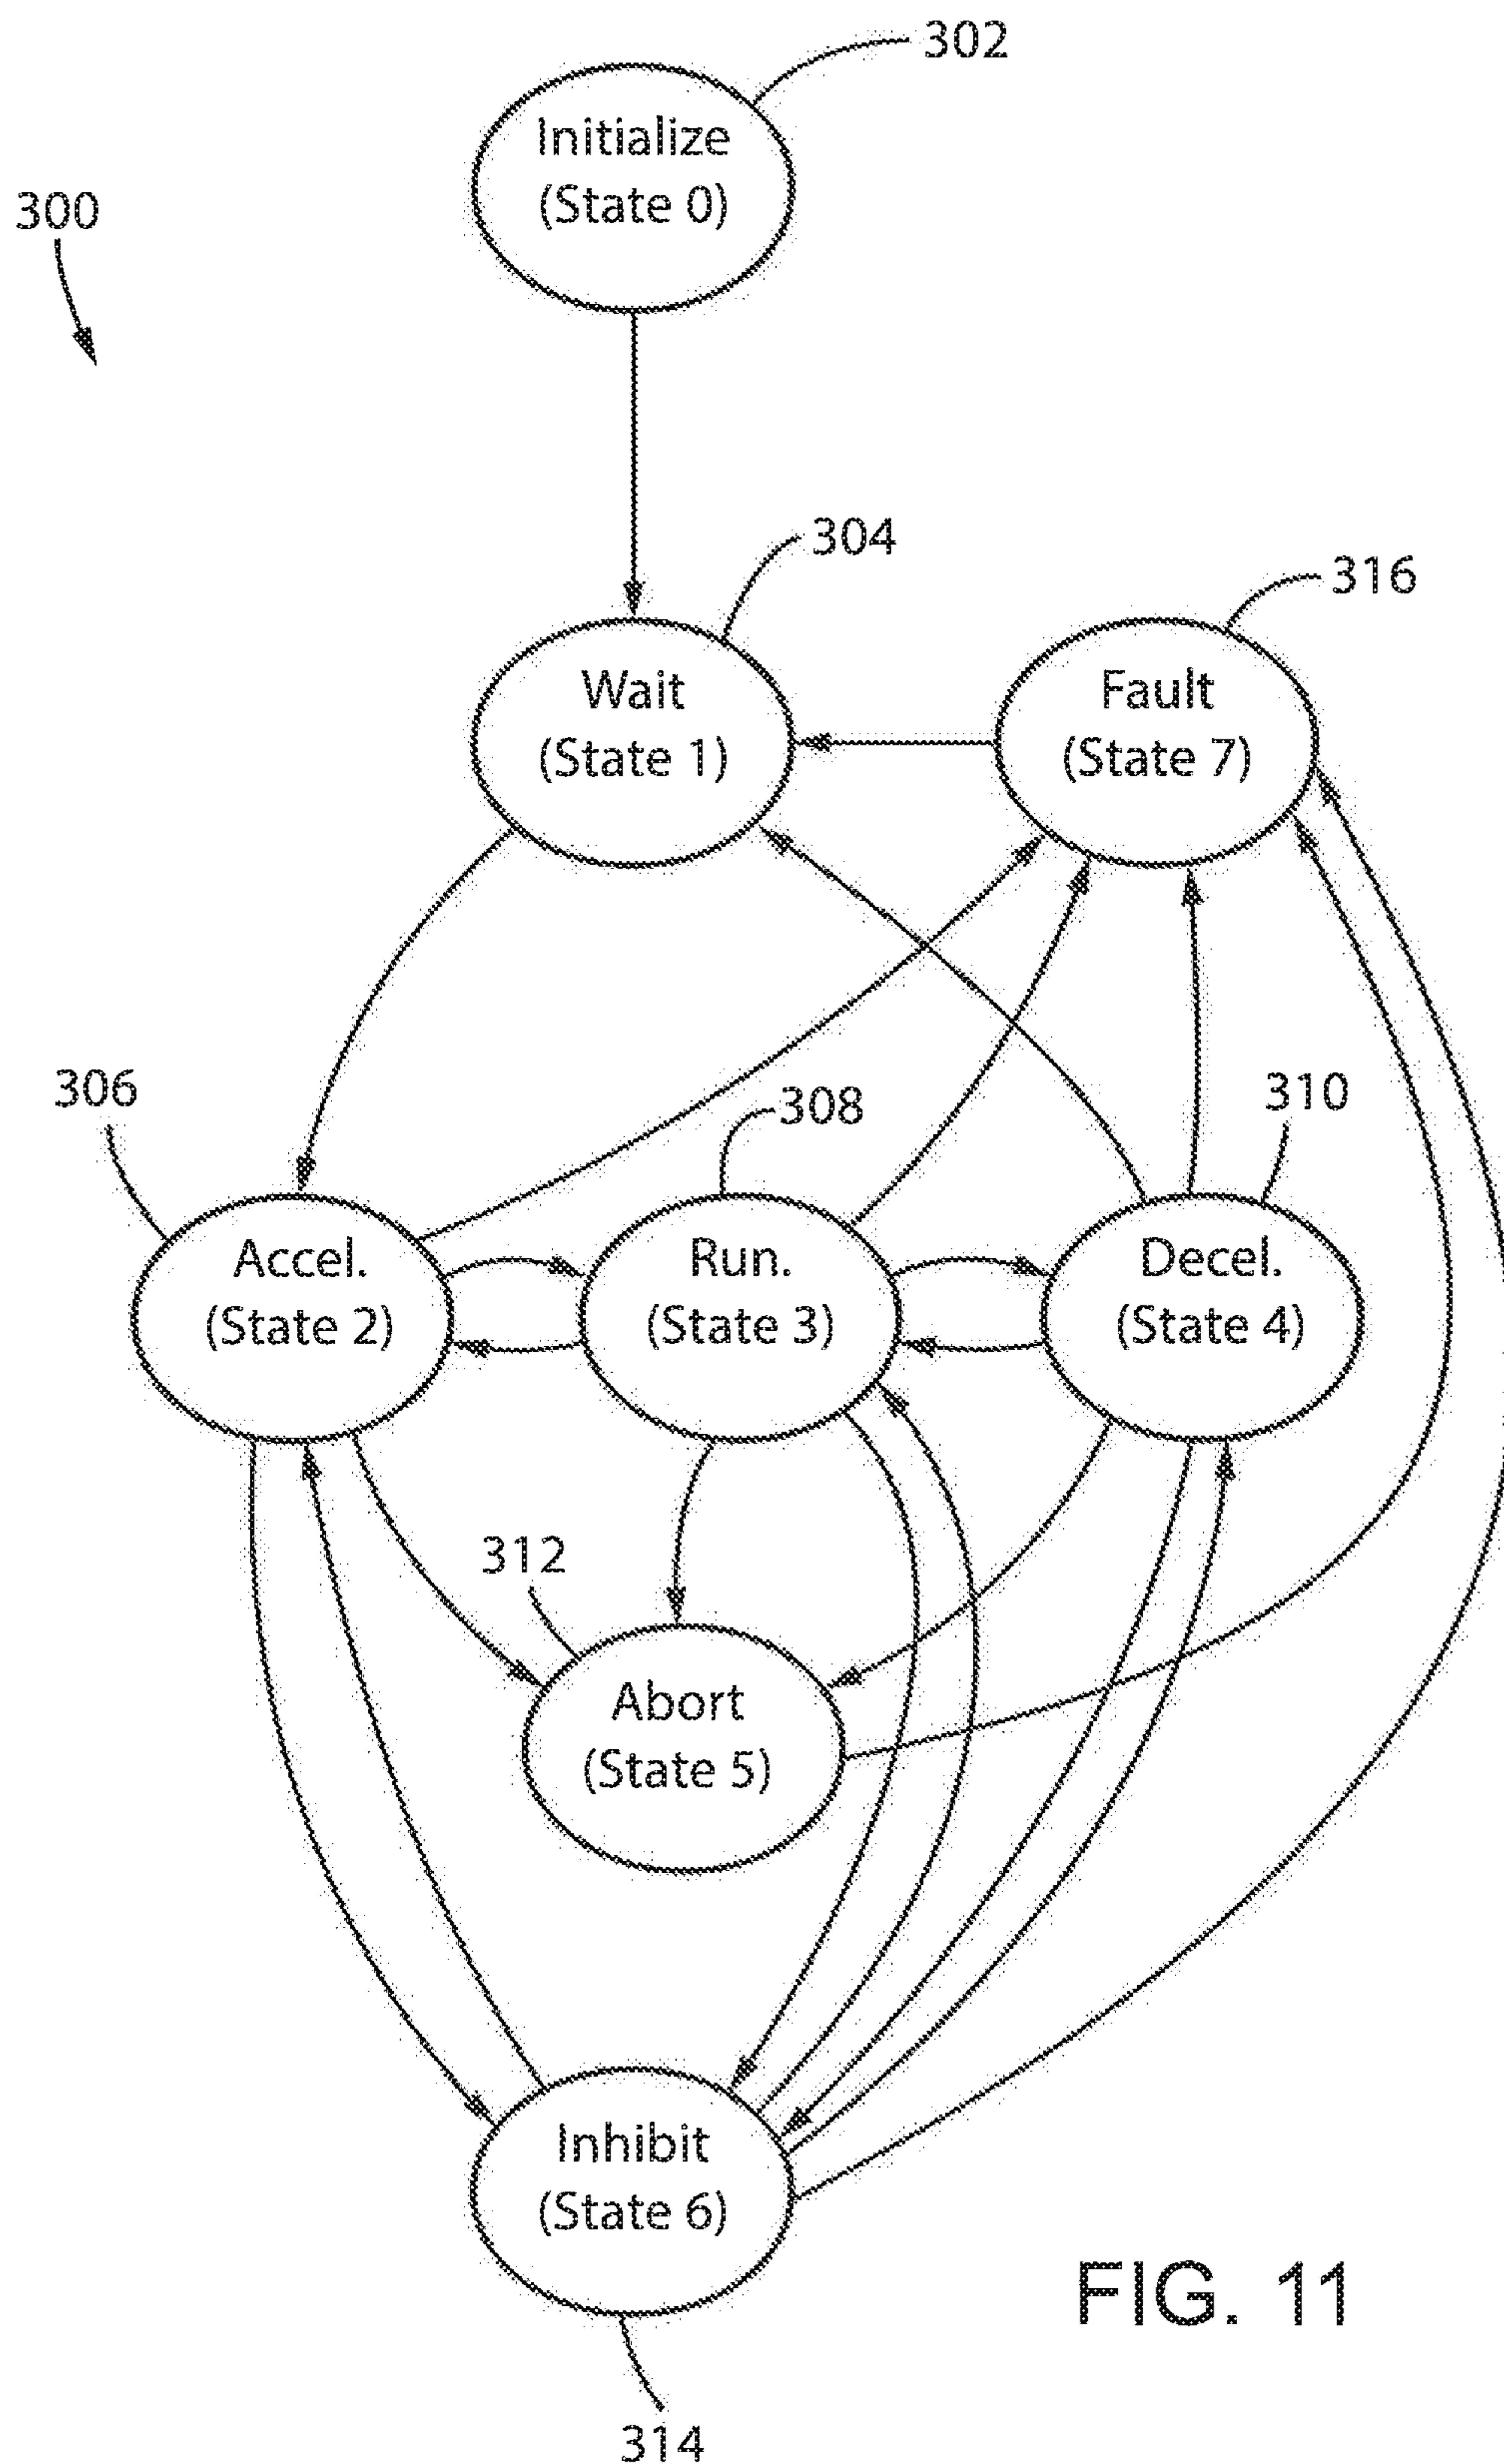 302
Initialize
(State 0)
300
304
316
Wait
(State 1)
Fault
(State 7)
306
308
310
Accel.
(State 2)
Run.
(State 3)
Decel.
(State 4)
312
Abort
(State 5)
Inhibit
(State 6)
FIG. 11
314